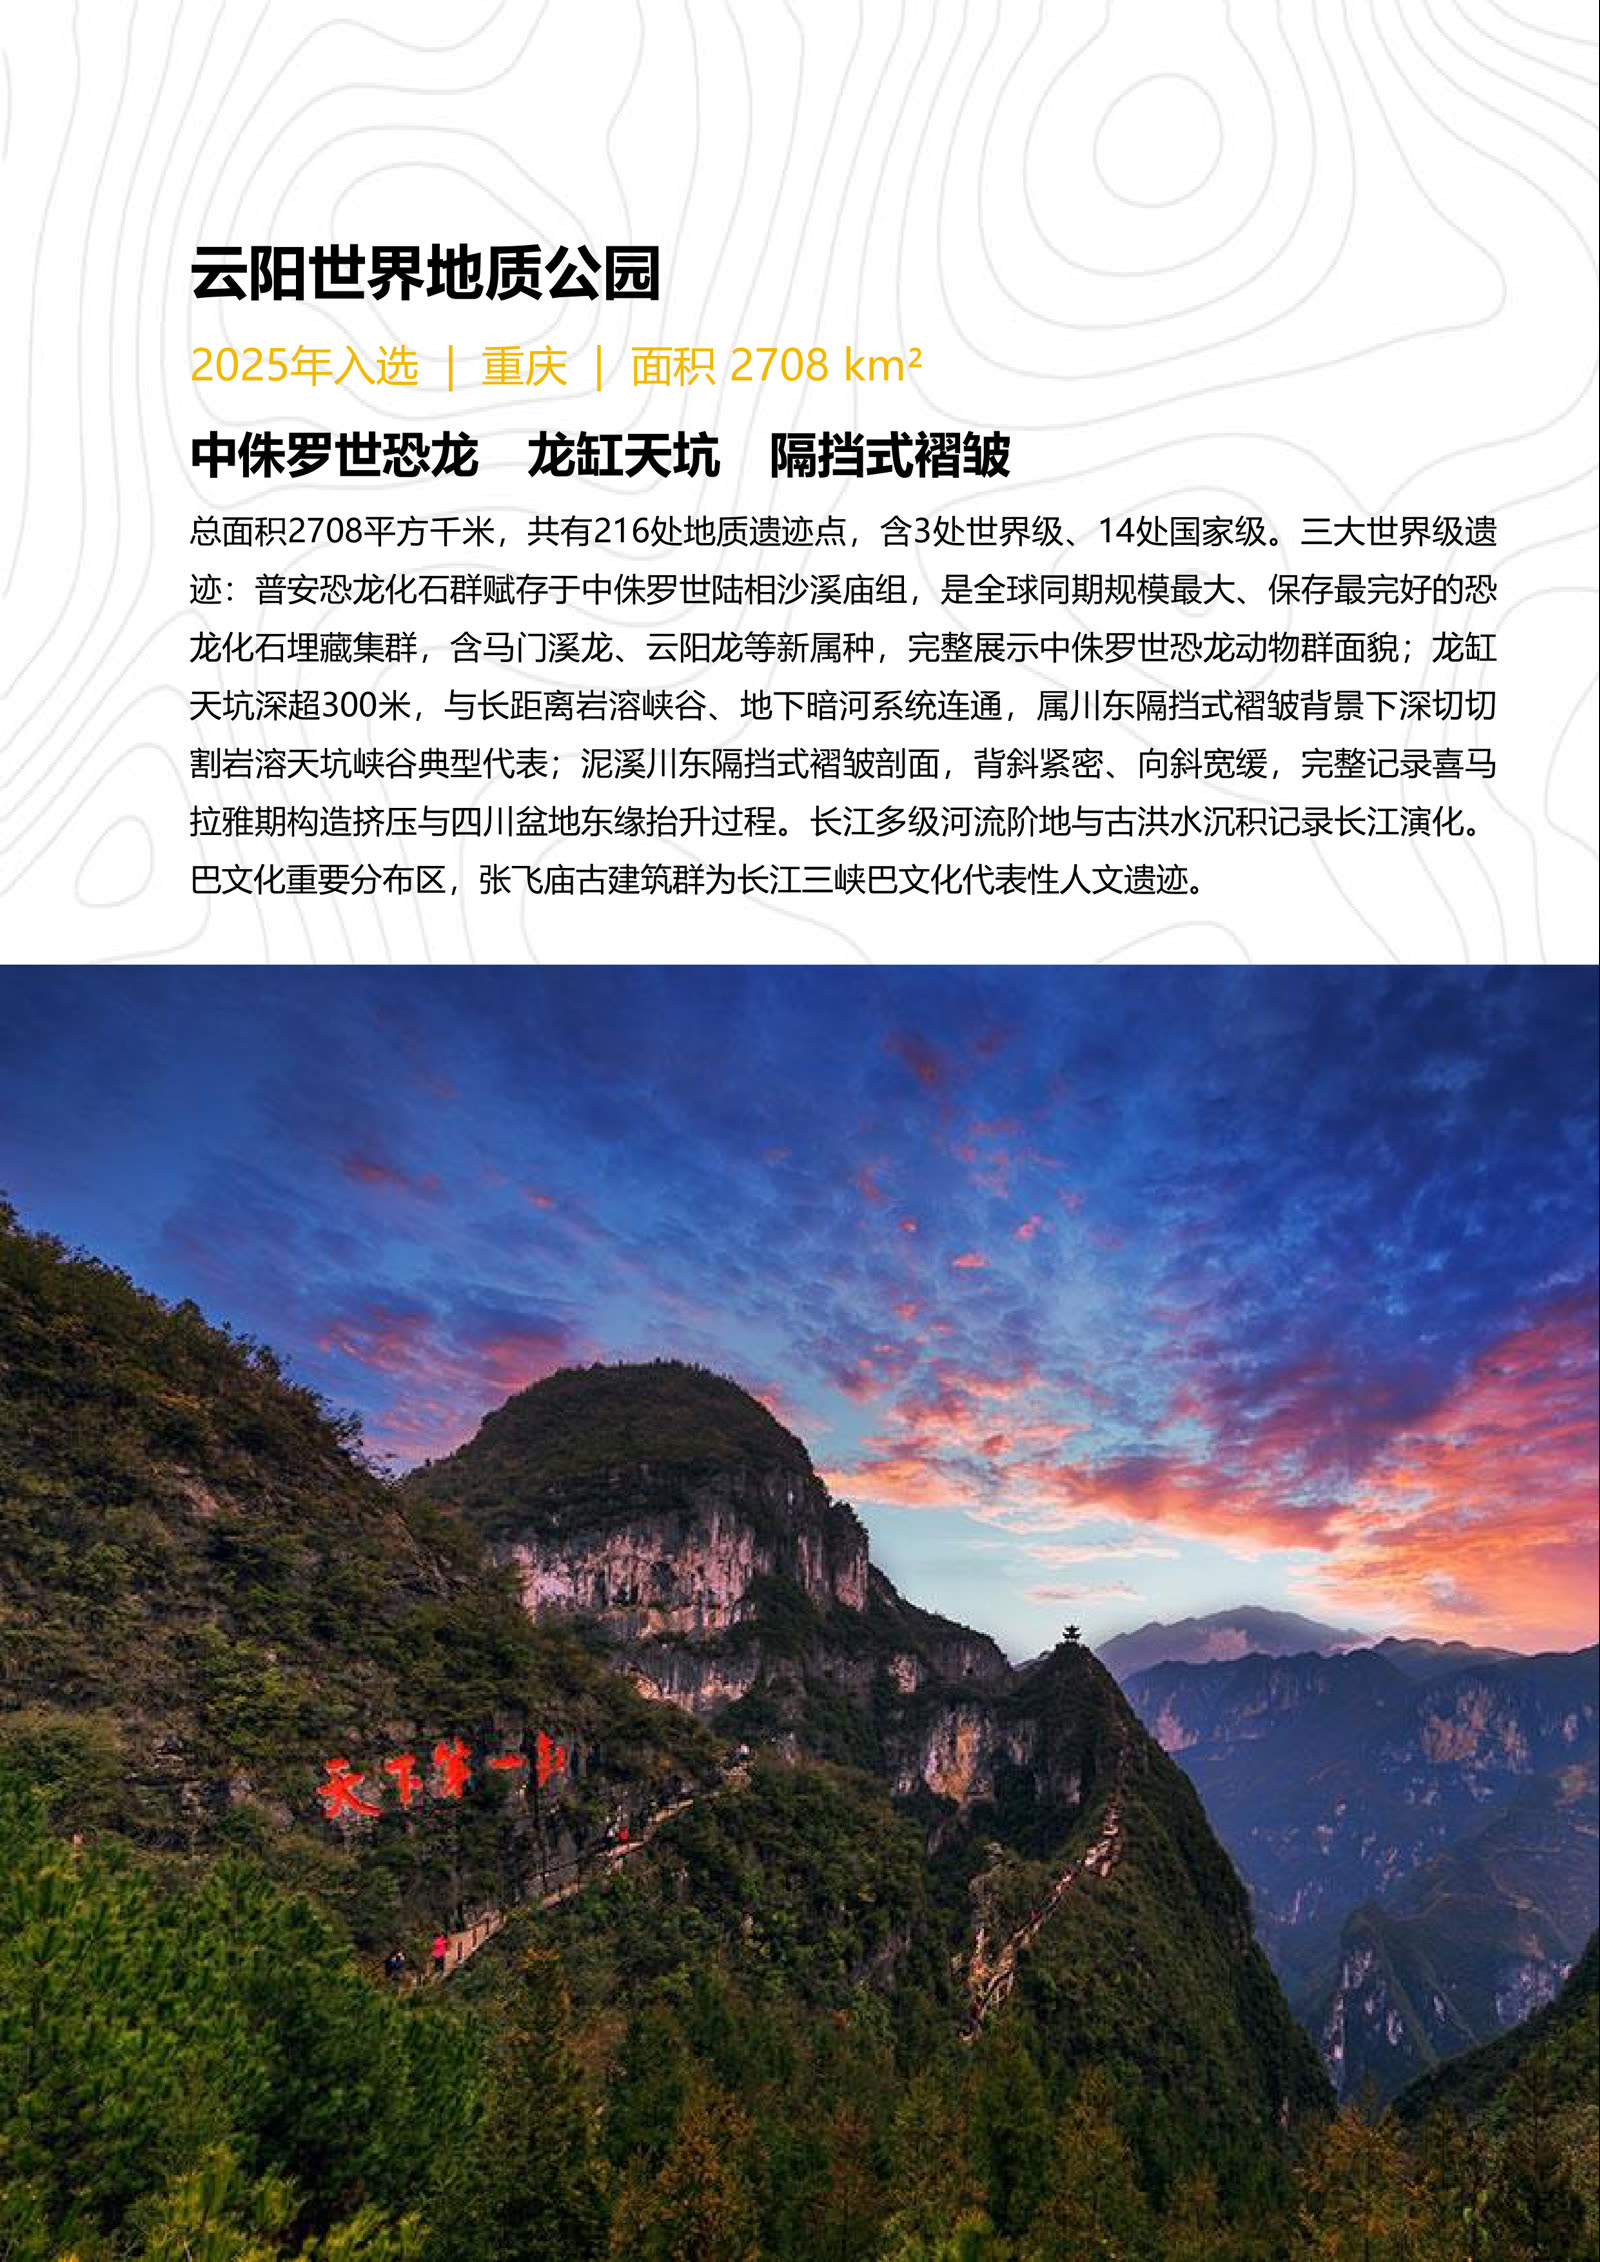 云阳世界地质公园
2025年入选 | 重庆 | 面积 2708 km²
中侏罗世恐龙 龙缸天坑 隔挡式褶皱
总面积2708平方千米，共有216处地质遗迹点，含3处世界级、14处国家级。三大世界级遗
迹：普安恐龙化石群赋存于中侏罗世陆相沙溪庙组，是全球同期规模最大、保存最完好的恐
龙化石埋藏集群，含马门溪龙、云阳龙等新属种，完整展示中侏罗世恐龙动物群面貌；龙缸
天坑深超300米，与长距离岩溶峡谷、地下暗河系统连通，属川东隔挡式褶皱背景下深切切
割岩溶天坑峡谷典型代表；泥溪川东隔挡式褶皱剖面，背斜紧密、向斜宽缓，完整记录喜马
拉雅期构造挤压与四川盆地东缘抬升过程。长江多级河流阶地与古洪水沉积记录长江演化。
巴文化重要分布区，张飞庙古建筑群为长江三峡巴文化代表性人文遗迹。
天下第一